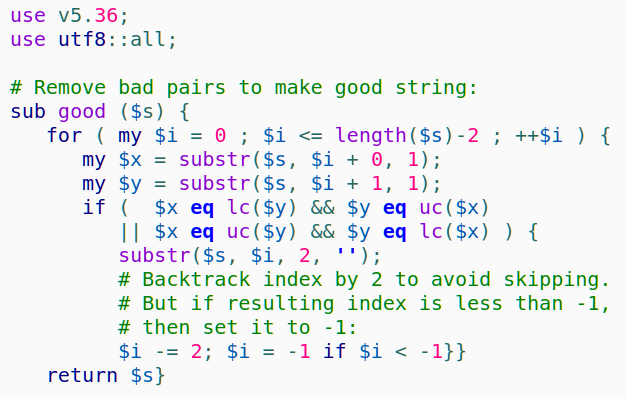 use v5.36;
use utf8::all;

# Remove bad pairs to make good string:
sub good ($s) {
   for ( my $i = 0 ; $i <= length($s)-2 ; ++$i ) {
      my $x = substr($s, $i + 0, 1);
      my $y = substr($s, $i + 1, 1);
      if (  $x eq lc($y) && $y eq uc($x)
         || $x eq uc($y) && $y eq lc($x) ) {
         substr($s, $i, 2, '');
         # Backtrack index by 2 to avoid skipping.
         # But if resulting index is less than -1,
         # then set it to -1:
         $i -= 2; $i = -1 if $i < -1}}
   return $s}